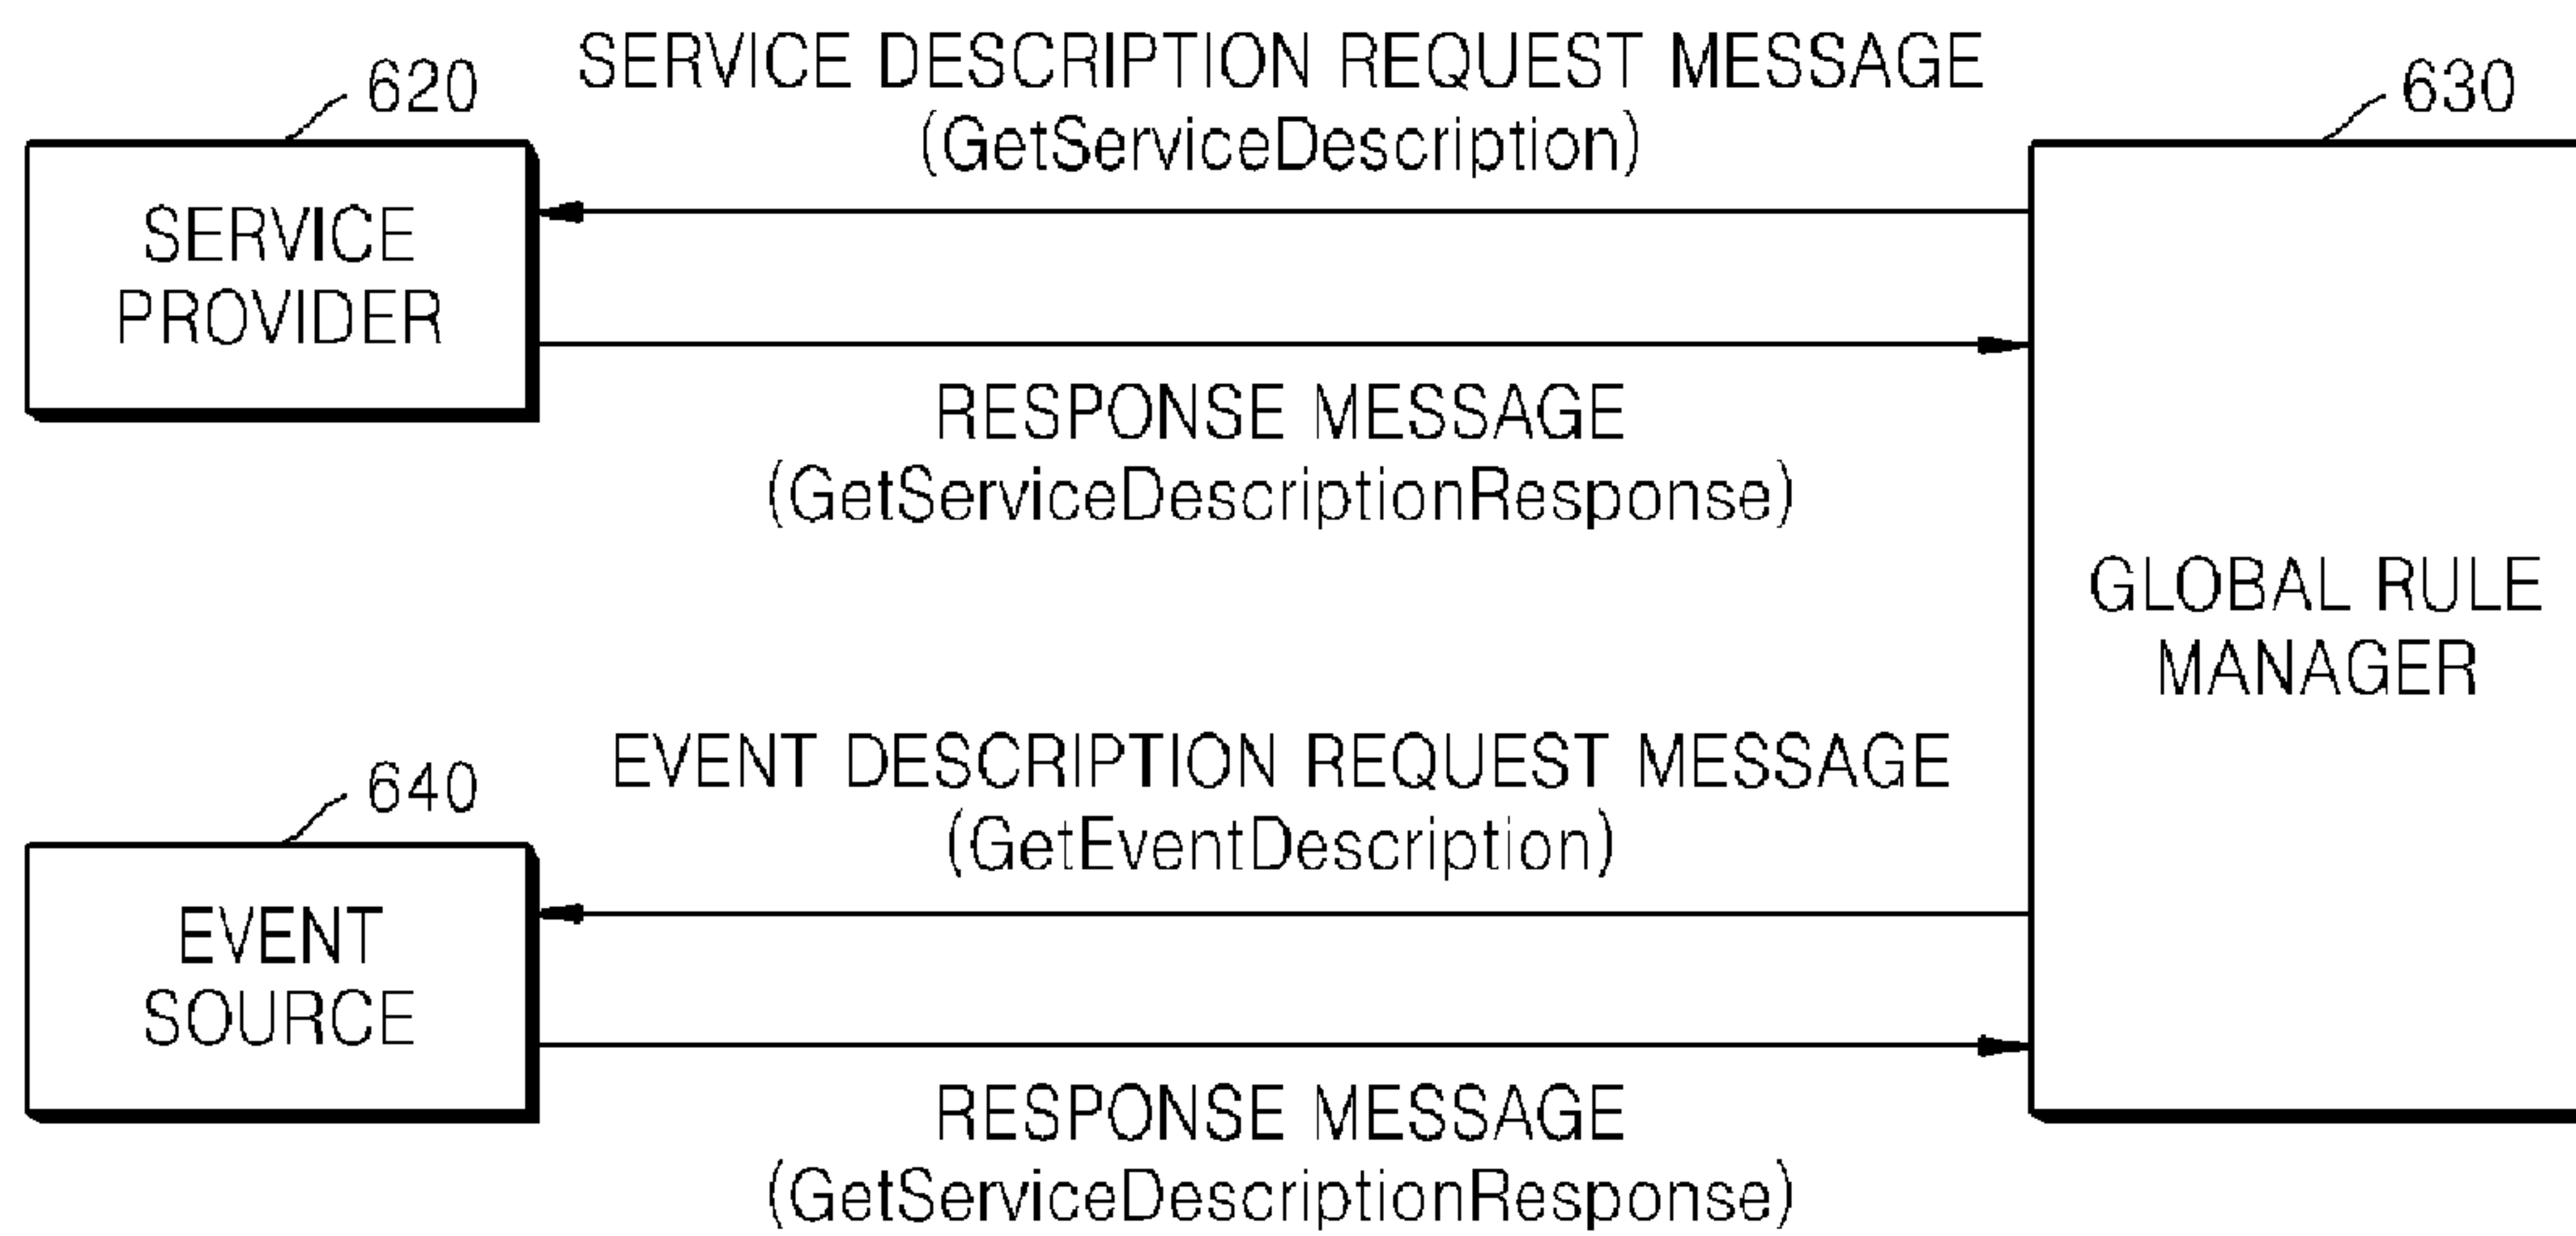 620
SERVICE DESCRIPTION REQUEST MESSAGE
(GetServiceDescription)
630
SERVICE
PROVIDER
RESPONSE MESSAGE
(GetServiceDescriptionResponse)
GLOBAL RULE
MANAGER
640
EVENT DESCRIPTION REQUEST MESSAGE
(GetEventDescription)
EVENT
SOURCE
RESPONSE MESSAGE
(GetServiceDescriptionResponse)